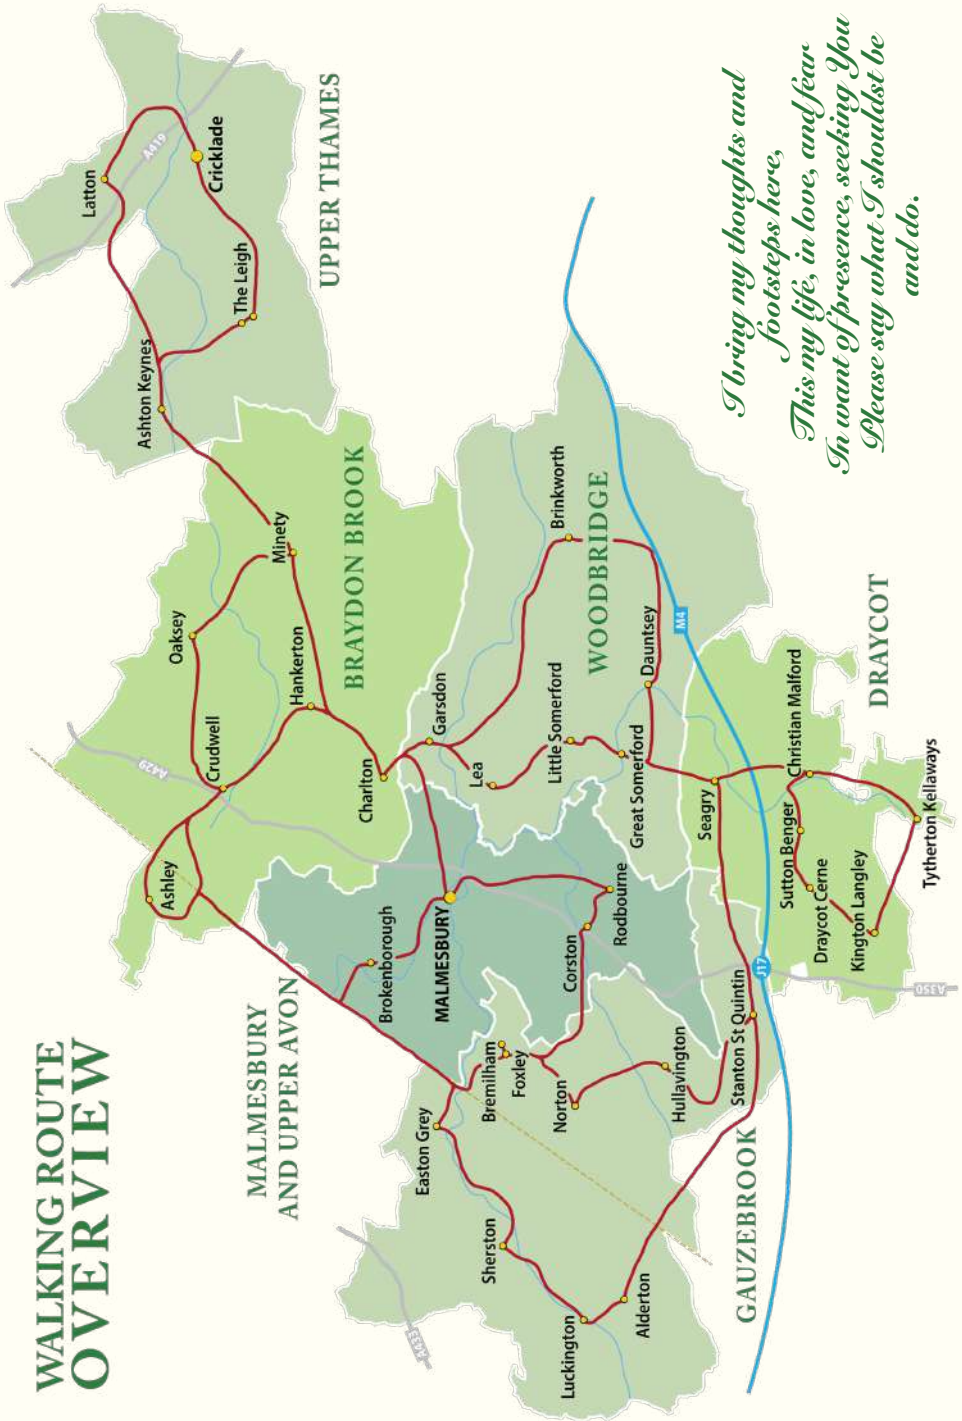 WALKING ROUTE
OVERVIEW
MALMESBURY
AND UPPER AVON
UPPER THAMES
BRAYDON BROOK
WOODBRIDGE
DRAYCOT
GAUZEBROOK
Latton
A419
Cricklade
The Leigh
Ashton Keynes
Minety
Oaksey
Hankerton
Crudwell
A429
Ashley
Charlton
Garsdon
Lea
Brinkworth
Little Somerford
Dauntsey
Great Somerford
M4
Brokenborough
MALMESBURY
Rodbourne
Corston
Seagry
Christian Malford
Sutton Benger
Draycot Cerne
Kington Langley
Tytherton Kellaways
J17
A350
Stanton St Quintin
Hullavington
Norton
Foxley
Bremilham
Easton Grey
Sherston
Luckington
Alderton
A433
I bring my thoughts and
footsteps here,
This my life, in love, and fear
In want of presence, seeking You
Please say what I shouldst be
and do.